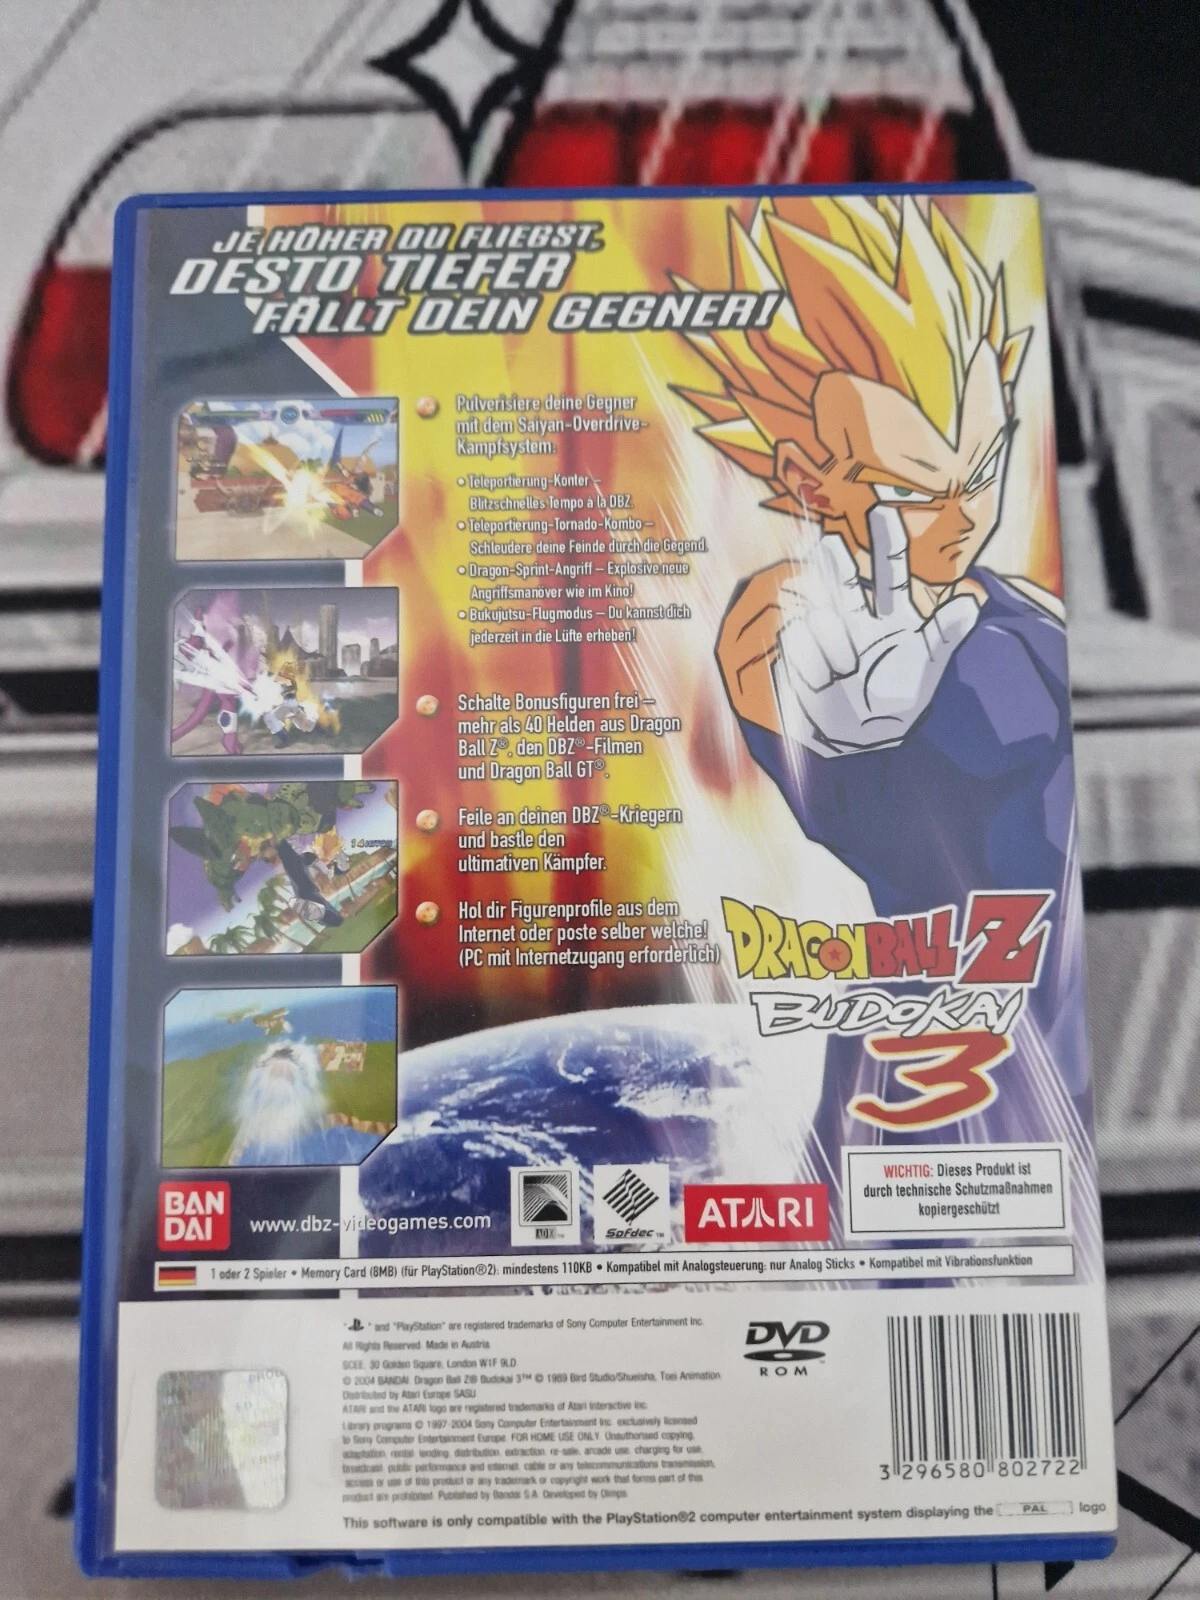 JE HÖHER DU FLIEGST,
DESTO TIEFER
FÄLLT DEIN GEGNER!
Pulverisiere deine Gegner
mit dem Saiyan-Overdrive-
Kampfsystem.
• Teleportierung-Konter –
Blitzschnelles Tempo à la DBZ.
• Teleportierung-Tornado-Kombo –
Schleudere deine Feinde durch die Gegend.
• Dragon-Sprint-Angriff – Explosive neue
Angriffsmanöver wie im Kino!
• Bukujutsu-Flugmodus – Du kannst dich
jederzeit in die Lüfte erheben!
Schalte Bonusfiguren frei –
mehr als 40 Helden aus Dragon
Ball Z®, den DBZ®-Filmen
und Dragon Ball GT®.
Feile an deinen DBZ®-Kriegern
und bastle den
ultimativen Kämpfer.
Hol dir Figurenprofile aus dem
Internet oder poste selber welche!
(PC mit Internetzugang erforderlich)
DRAGONBALL Z
BUDOKAI
3
WICHTIG: Dieses Produkt ist
durch technische Schutzmaßnahmen
kopiergeschützt
BAN
DAI
www.dbz-videogames.com
ADX™
Sofdec™
ATARI
1 oder 2 Spieler • Memory Card (8MB) (für PlayStation®2): mindestens 110KB • Kompatibel mit Analogsteuerung: nur Analog Sticks • Kompatibel mit Vibrationsfunktion
" " and "PlayStation" are registered trademarks of Sony Computer Entertainment Inc.
All Rights Reserved. Made in Austria.
SCEE, 30 Golden Square, London W1F 9LD.
© 2004 BANDAI. Dragon Ball Z® Budokai 3™ © 1989 Bird Studio/Shueisha, Toei Animation
Distributed by Atari Europe SASU
ATARI and the ATARI logo are registered trademarks of Atari Interactive Inc.
Library programs © 1997-2004 Sony Computer Entertainment Inc. exclusively licensed
to Sony Computer Entertainment Europe. FOR HOME USE ONLY. Unauthorised copying,
adaptation, rental, lending, distribution, extraction, re-sale, arcade use, charging for use,
broadcast, public performance and internet, cable or any telecommunications transmission,
access or use of this product or any trademark or copyright work that forms part of this
product are prohibited. Published by Bandai S.A. Developed by Dimps.
DVD
ROM
3 296580 802722
This software is only compatible with the PlayStation®2 computer entertainment system displaying the PAL logo